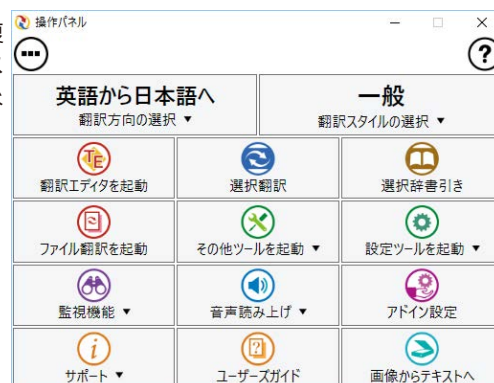 操作パネル
英語から日本語へ 一般
翻訳方向の選択 ▼ 翻訳スタイルの選択 ▼
TE
翻訳エディタを起動 選択翻訳 選択辞書引き
ファイル翻訳を起動 その他ツールを起動 ▼ 設定ツールを起動 ▼
監視機能 ▼ 音声読み上げ ▼ アドイン設定
サポート ▼ ユーザーズガイド 画像からテキストへ